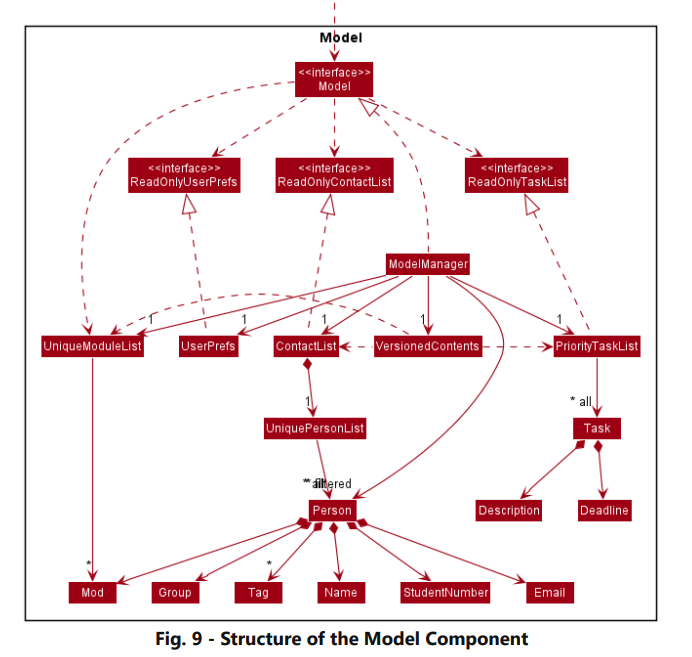 Model
<<interface>>
Model
<<interface>>
ReadOnlyUserPrefs
<<interface>>
ReadOnlyContactList
<<interface>>
ReadOnlyTaskList
ModelManager
1
1
1
1
1
UniqueModuleList
UserPrefs
ContactList
VersionedContents
PriorityTaskList
1
* all
UniquePersonList
Task
* all
* filtered
Person
Description
Deadline
*
*
Mod
Group
Tag
Name
StudentNumber
Email
Fig. 9 - Structure of the Model Component